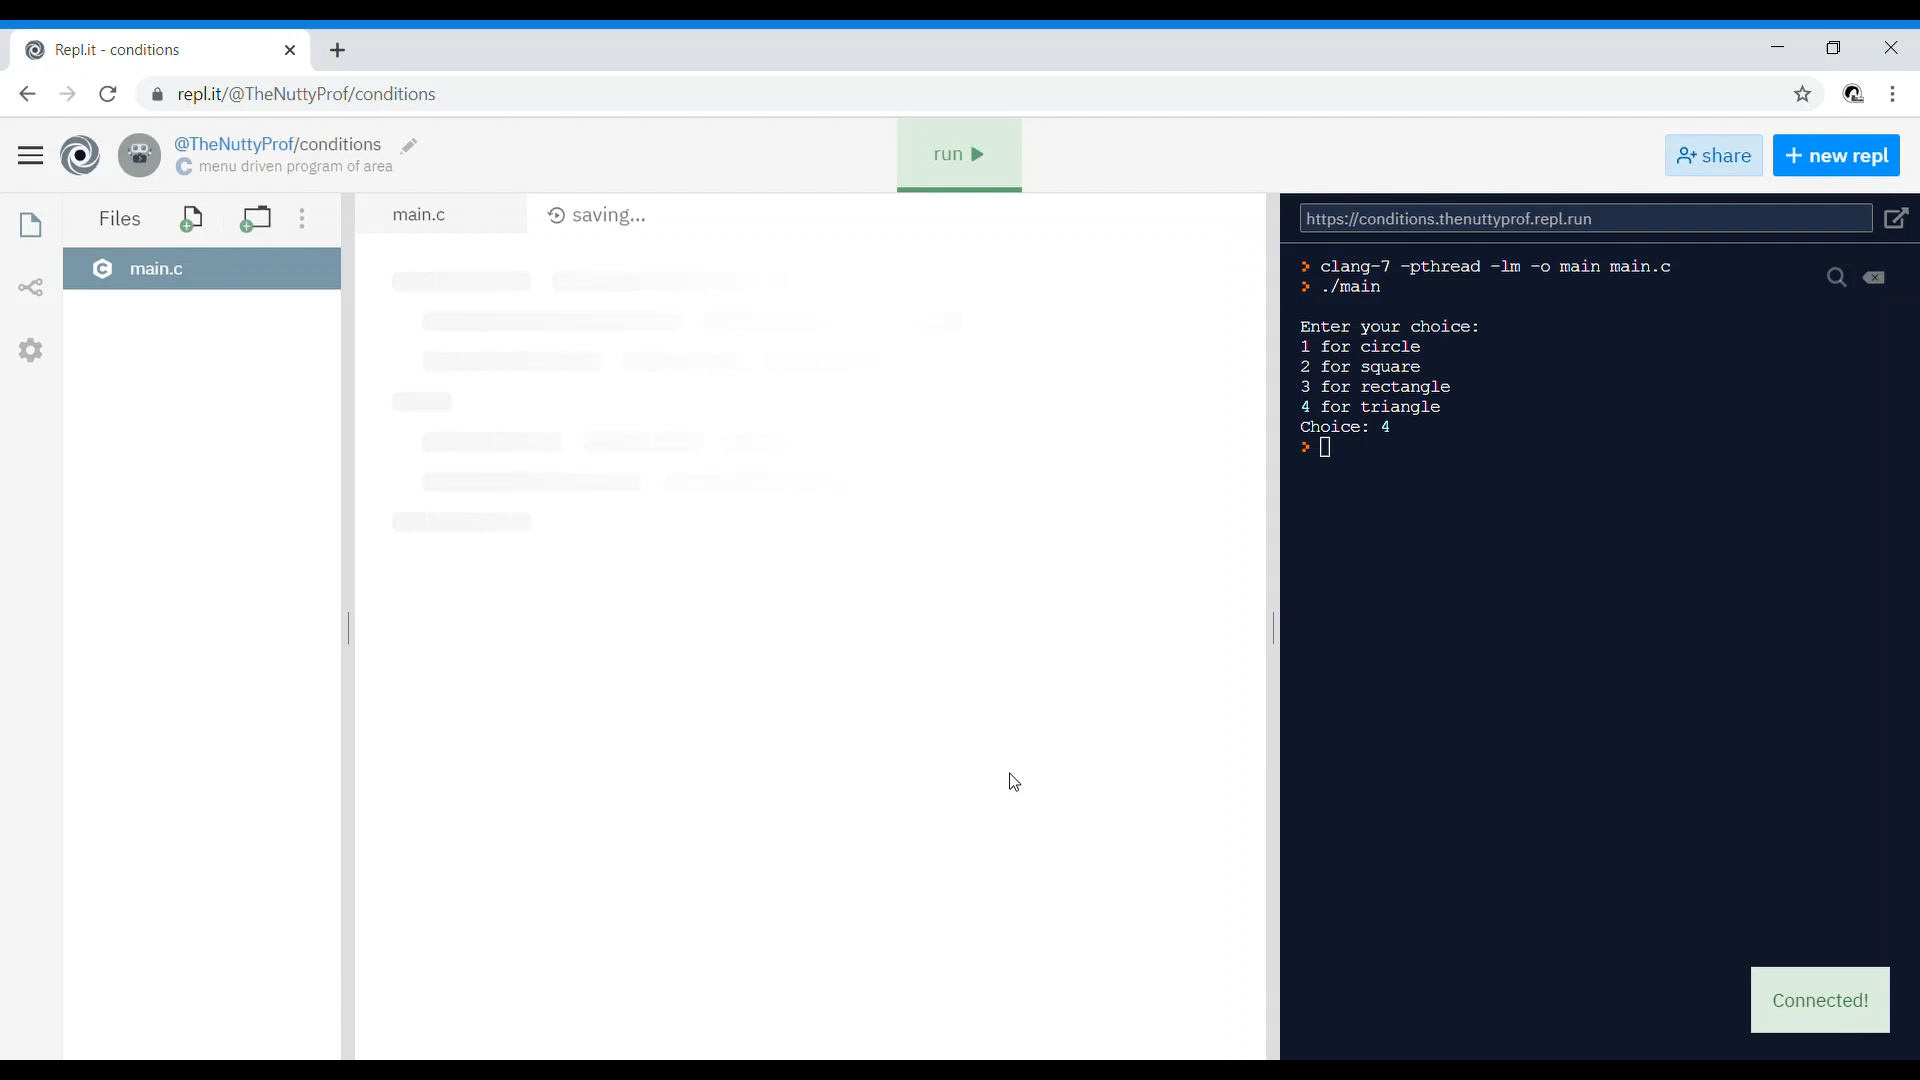 Repl.it - conditions
repl.it/@TheNuttyProf/conditions
@TheNuttyProf/conditions
menu driven program of area
run
share
+ new repl
Files
main.c
main.c
saving...
https://conditions.thenuttyprof.repl.run
> clang-7 -pthread -lm -o main main.c
> ./main
Enter your choice:
1 for circle
2 for square
3 for rectangle
4 for triangle
Choice: 4
>
Connected!